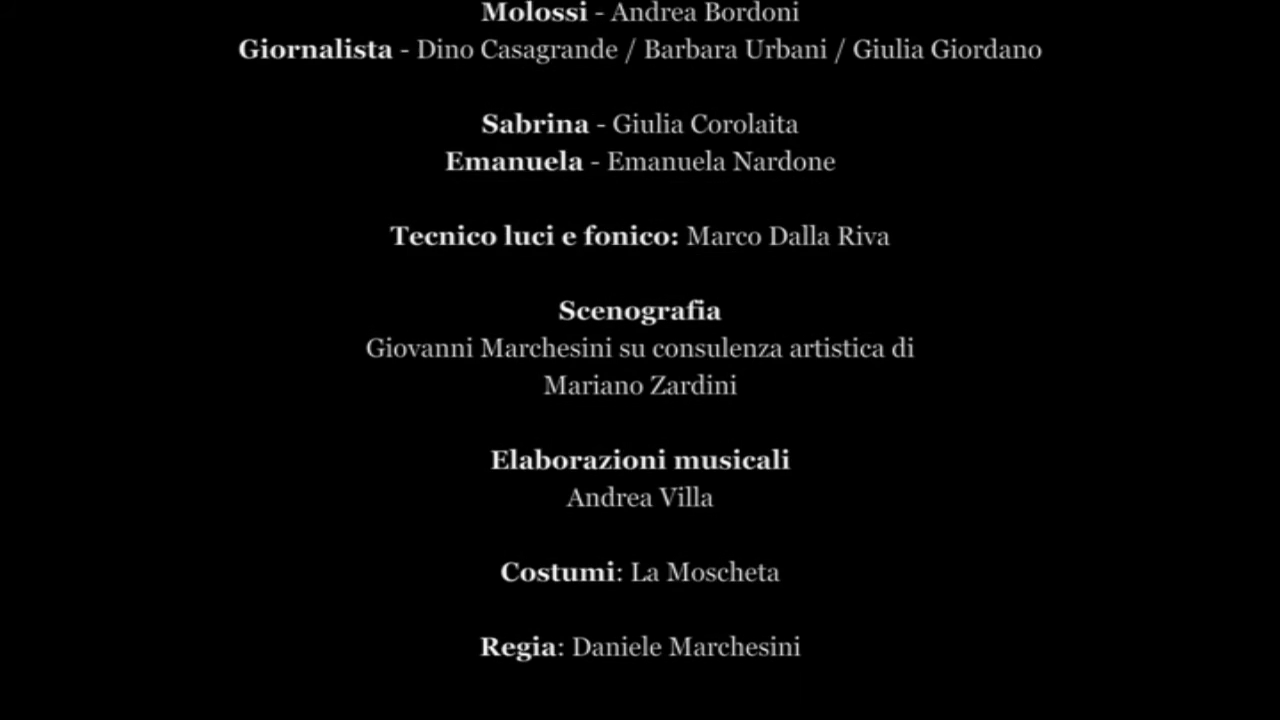 Molossi - Andrea Bordoni
Giornalista - Dino Casagrande / Barbara Urbani / Giulia Giordano
Sabrina - Giulia Corolaita
Emanuela - Emanuela Nardone
Tecnico luci e fonico: Marco Dalla Riva
Scenografia
Giovanni Marchesini su consulenza artistica di
Mariano Zardini
Elaborazioni musicali
Andrea Villa
Costumi: La Moscheta
Regia: Daniele Marchesini